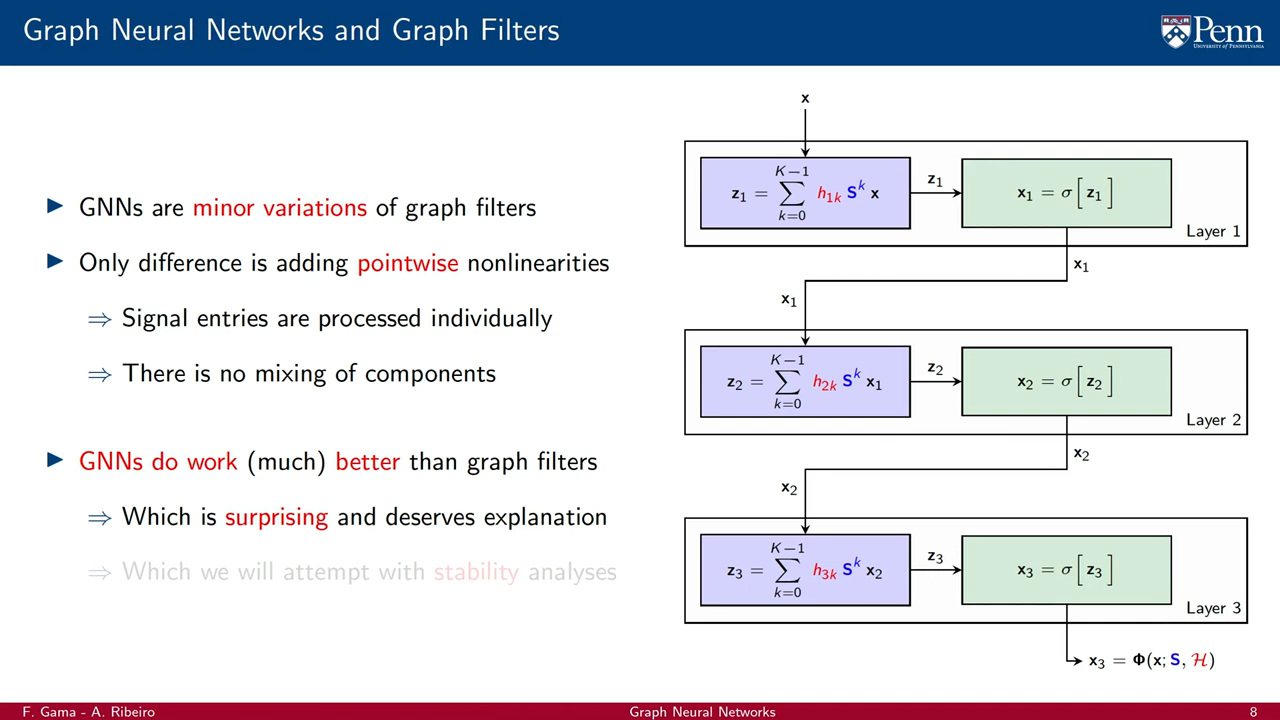 Graph Neural Networks and Graph Filters
Penn
UNIVERSITY OF PENNSYLVANIA
▶ GNNs are minor variations of graph filters
▶ Only difference is adding pointwise nonlinearities
⇒ Signal entries are processed individually
⇒ There is no mixing of components
▶ GNNs do work (much) better than graph filters
⇒ Which is surprising and deserves explanation
⇒ Which we will attempt with stability analyses
x
z₁ = ∑_{k=0}^{K−1} h₁ₖ Sᵏ x
z₁
x₁ = σ[z₁]
Layer 1
x₁
x₁
z₂ = ∑_{k=0}^{K−1} h₂ₖ Sᵏ x₁
z₂
x₂ = σ[z₂]
Layer 2
x₂
x₂
z₃ = ∑_{k=0}^{K−1} h₃ₖ Sᵏ x₂
z₃
x₃ = σ[z₃]
Layer 3
x₃ = Φ(x; S, ℋ)
F. Gama - A. Ribeiro
Graph Neural Networks
8